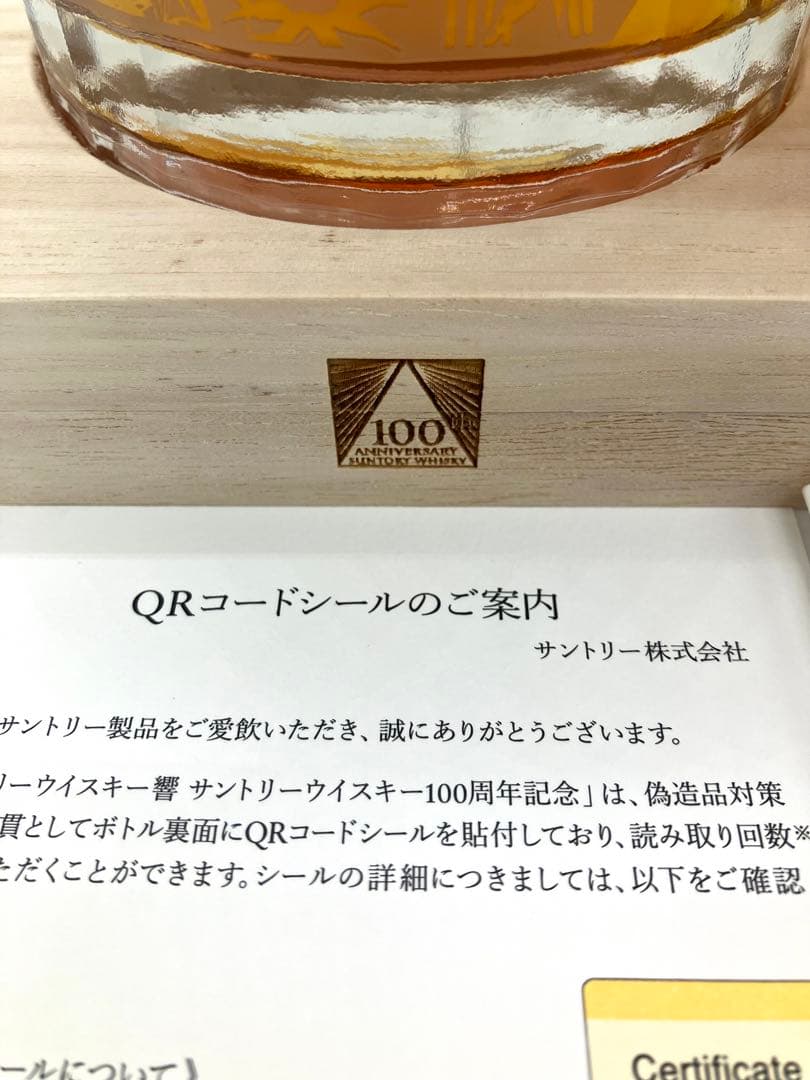 100th
ANNIVERSARY
SUNTORY WHISKY
QRコードシールのご案内
サントリー株式会社
サントリー製品をご愛飲いただき、誠にありがとうございます。
リーウイスキー響 サントリーウイスキー100周年記念」は、偽造品対策
貫としてボトル裏面にQRコードシールを貼付しており、読み取り回数※
ただくことができます。シールの詳細につきましては、以下をご確認
ールについて》
Certificate